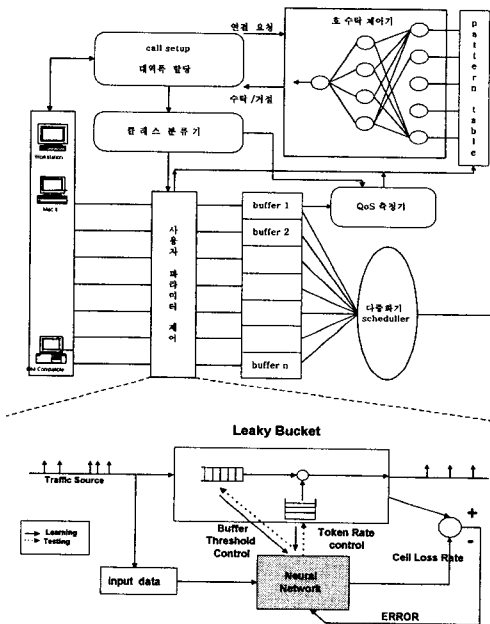 call setup
대역폭 할당
연결 요청
수락/거절
호 수락 제어기
pattern table
클래스 분류기
Workstation
Mac II
IBM Compatible
사용자 파라미터 제어
buffer 1
buffer 2
buffer n
QoS 측정기
다중화기
scheduller
Leaky Bucket
Traffic Source
Learning
Testing
Buffer
Threshold
Control
Token Rate
control
+
-
Cell Loss Rate
input data
Neural
Network
ERROR